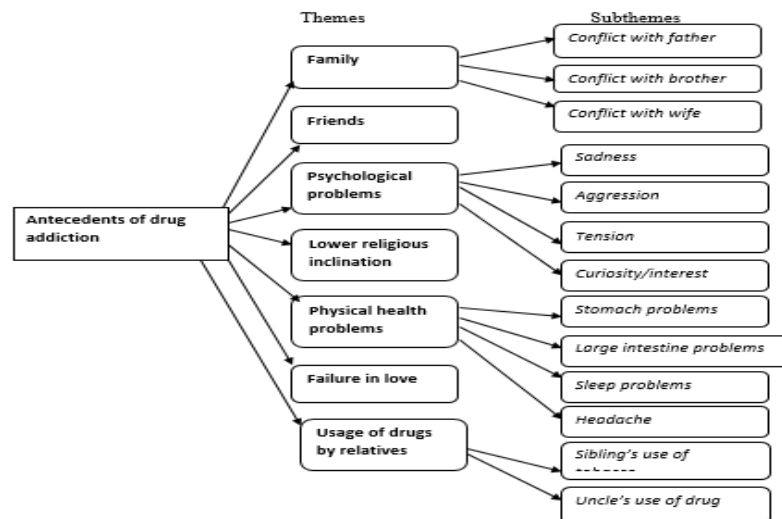 Themes
Subthemes
Antecedents of drug
addiction
Family
Conflict with father
Conflict with brother
Conflict with wife
Friends
Psychological
problems
Sadness
Aggression
Tension
Curiosity/interest
Lower religious
inclination
Physical health
problems
Stomach problems
Large intestine problems
Sleep problems
Headache
Failure in love
Usage of drugs
by relatives
Sibling's use of
Uncle's use of drug